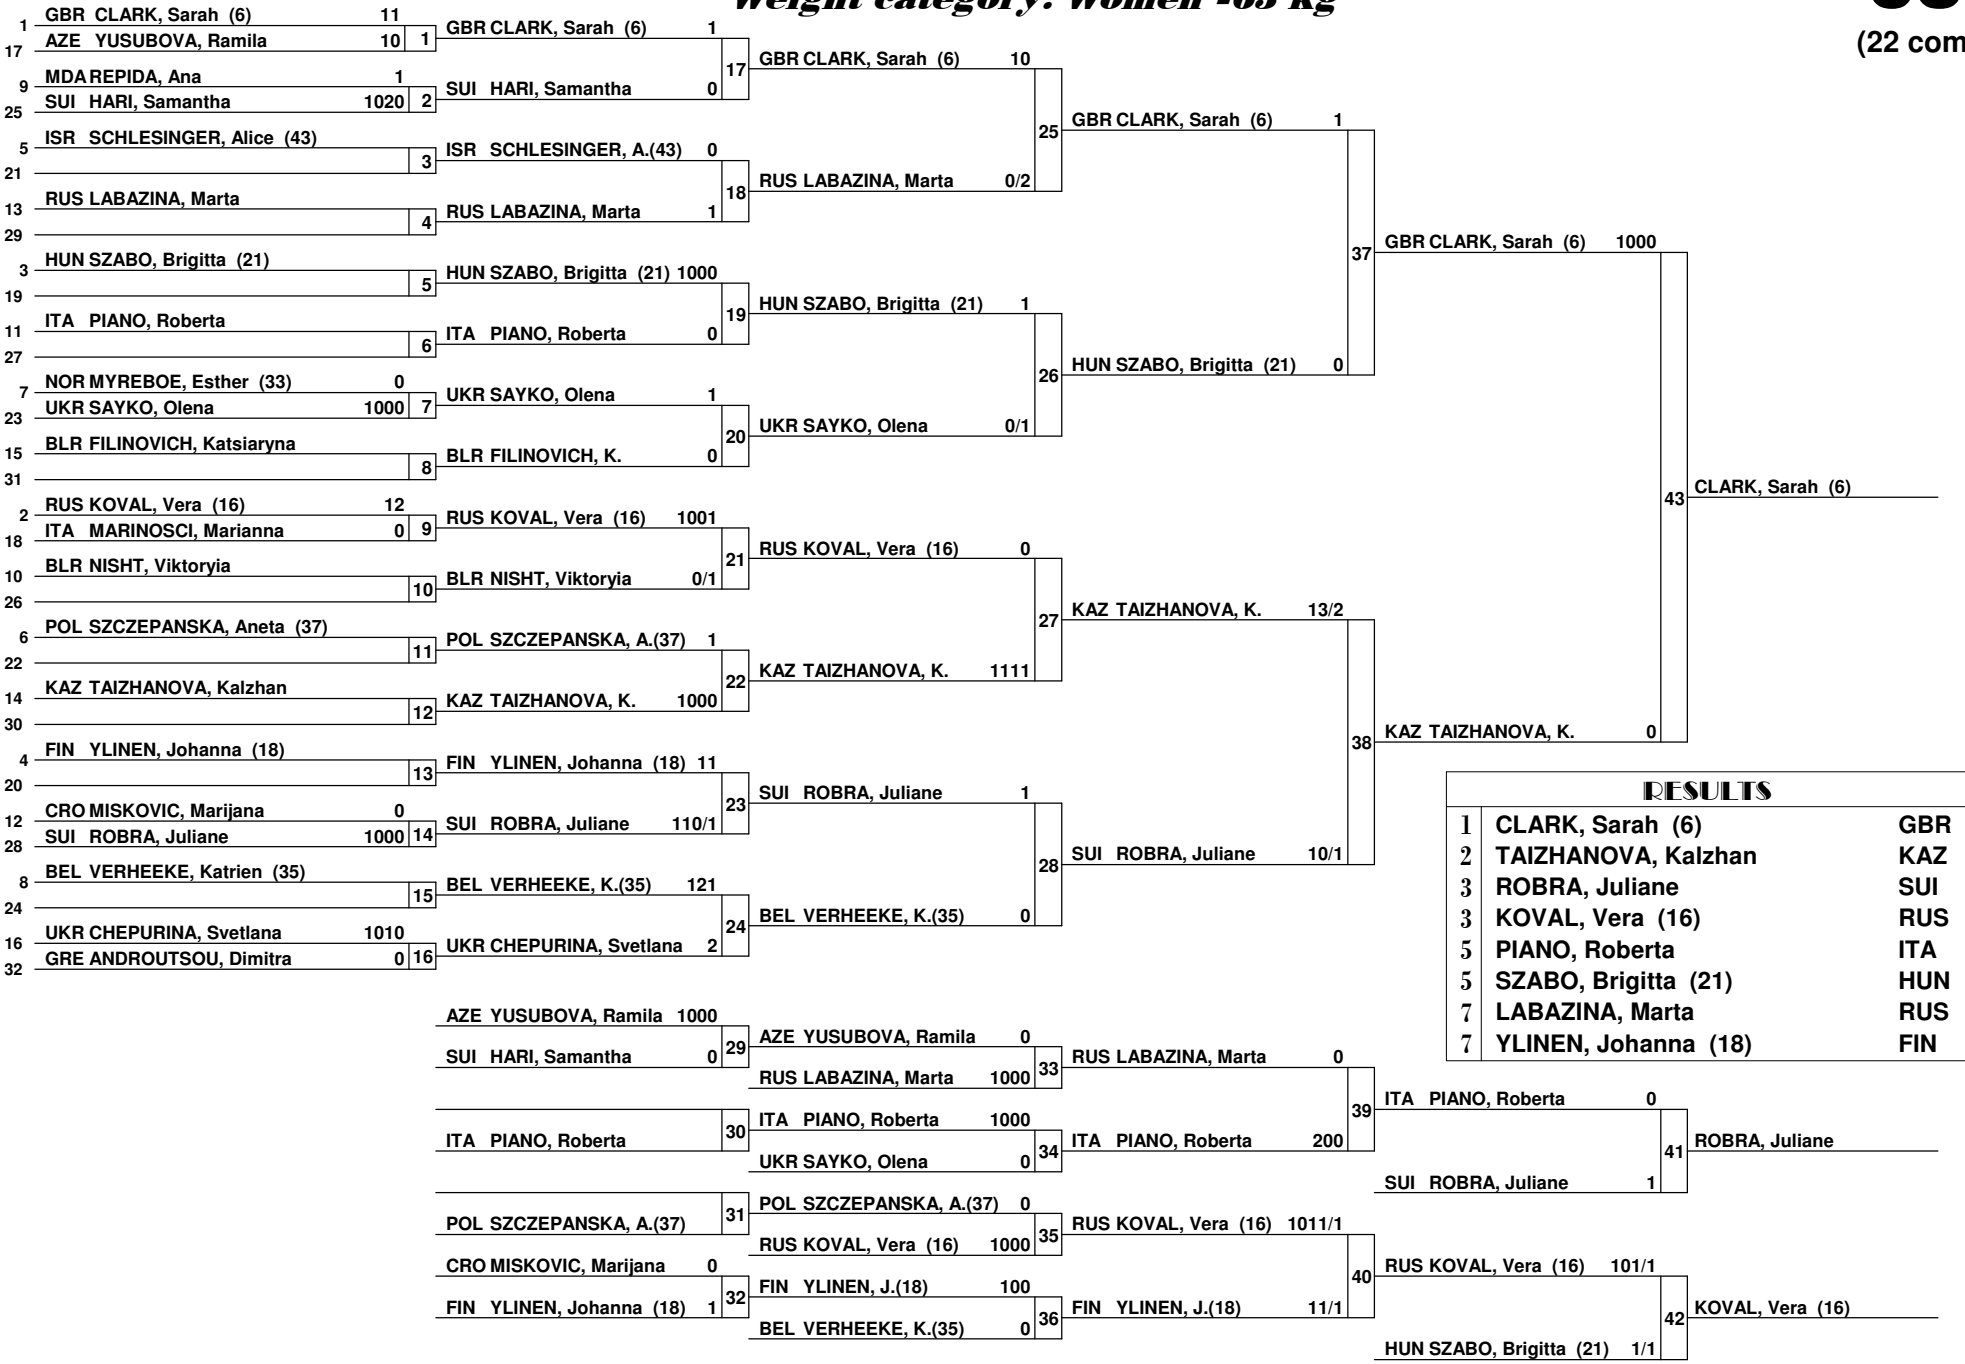 Weight category: Women -63 kg
(22 com
1 GBR CLARK, Sarah (6) 11
17 AZE YUSUBOVA, Ramila 10 1
9 MDA REPIDA, Ana 1
25 SUI HARI, Samantha 1020 2
5 ISR SCHLESINGER, Alice (43)
21 3
13 RUS LABAZINA, Marta
29 4
3 HUN SZABO, Brigitta (21)
19 5
11 ITA PIANO, Roberta
27 6
7 NOR MYREBOE, Esther (33) 0
23 UKR SAYKO, Olena 1000 7
15 BLR FILINOVICH, Katsiaryna
31 8
2 RUS KOVAL, Vera (16) 12
18 ITA MARINOSCI, Marianna 0 9
10 BLR NISHT, Viktoryia
26 10
6 POL SZCZEPANSKA, Aneta (37)
22 11
14 KAZ TAIZHANOVA, Kalzhan
30 12
4 FIN YLINEN, Johanna (18)
20 13
12 CRO MISKOVIC, Marijana 0
28 SUI ROBRA, Juliane 1000 14
8 BEL VERHEEKE, Katrien (35)
24 15
16 UKR CHEPURINA, Svetlana 1010
32 GRE ANDROUTSOU, Dimitra 0 16
GBR CLARK, Sarah (6) 1
17
SUI HARI, Samantha 0
ISR SCHLESINGER, A.(43) 0
18
RUS LABAZINA, Marta 1
HUN SZABO, Brigitta (21) 1000
19
ITA PIANO, Roberta 0
UKR SAYKO, Olena 1
20
BLR FILINOVICH, K. 0
RUS KOVAL, Vera (16) 1001
21
BLR NISHT, Viktoryia 0/1
POL SZCZEPANSKA, A.(37) 1
22
KAZ TAIZHANOVA, K. 1000
FIN YLINEN, Johanna (18) 11
23
SUI ROBRA, Juliane 110/1
BEL VERHEEKE, K.(35) 121
24
UKR CHEPURINA, Svetlana 2
GBR CLARK, Sarah (6) 10
25
RUS LABAZINA, Marta 0/2
HUN SZABO, Brigitta (21) 1
26
UKR SAYKO, Olena 0/1
RUS KOVAL, Vera (16) 0
27
KAZ TAIZHANOVA, K. 1111
SUI ROBRA, Juliane 1
28
BEL VERHEEKE, K.(35) 0
GBR CLARK, Sarah (6) 1
37
HUN SZABO, Brigitta (21) 0
KAZ TAIZHANOVA, K. 13/2
38
SUI ROBRA, Juliane 10/1
GBR CLARK, Sarah (6) 1000
43 CLARK, Sarah (6)
KAZ TAIZHANOVA, K. 0
RESULTS
1 CLARK, Sarah (6) GBR
2 TAIZHANOVA, Kalzhan KAZ
3 ROBRA, Juliane SUI
3 KOVAL, Vera (16) RUS
5 PIANO, Roberta ITA
5 SZABO, Brigitta (21) HUN
7 LABAZINA, Marta RUS
7 YLINEN, Johanna (18) FIN
AZE YUSUBOVA, Ramila 1000
SUI HARI, Samantha 0 29
ITA PIANO, Roberta 30
POL SZCZEPANSKA, A.(37) 31
CRO MISKOVIC, Marijana 0
FIN YLINEN, Johanna (18) 1 32
AZE YUSUBOVA, Ramila 0
RUS LABAZINA, Marta 1000 33
ITA PIANO, Roberta 1000
UKR SAYKO, Olena 0 34
POL SZCZEPANSKA, A.(37) 0
RUS KOVAL, Vera (16) 1000 35
FIN YLINEN, J.(18) 100
BEL VERHEEKE, K.(35) 0 36
RUS LABAZINA, Marta 0
39
ITA PIANO, Roberta 200
RUS KOVAL, Vera (16) 1011/1
40
FIN YLINEN, J.(18) 11/1
ITA PIANO, Roberta 0
41 ROBRA, Juliane
SUI ROBRA, Juliane 1
RUS KOVAL, Vera (16) 101/1
42 KOVAL, Vera (16)
HUN SZABO, Brigitta (21) 1/1